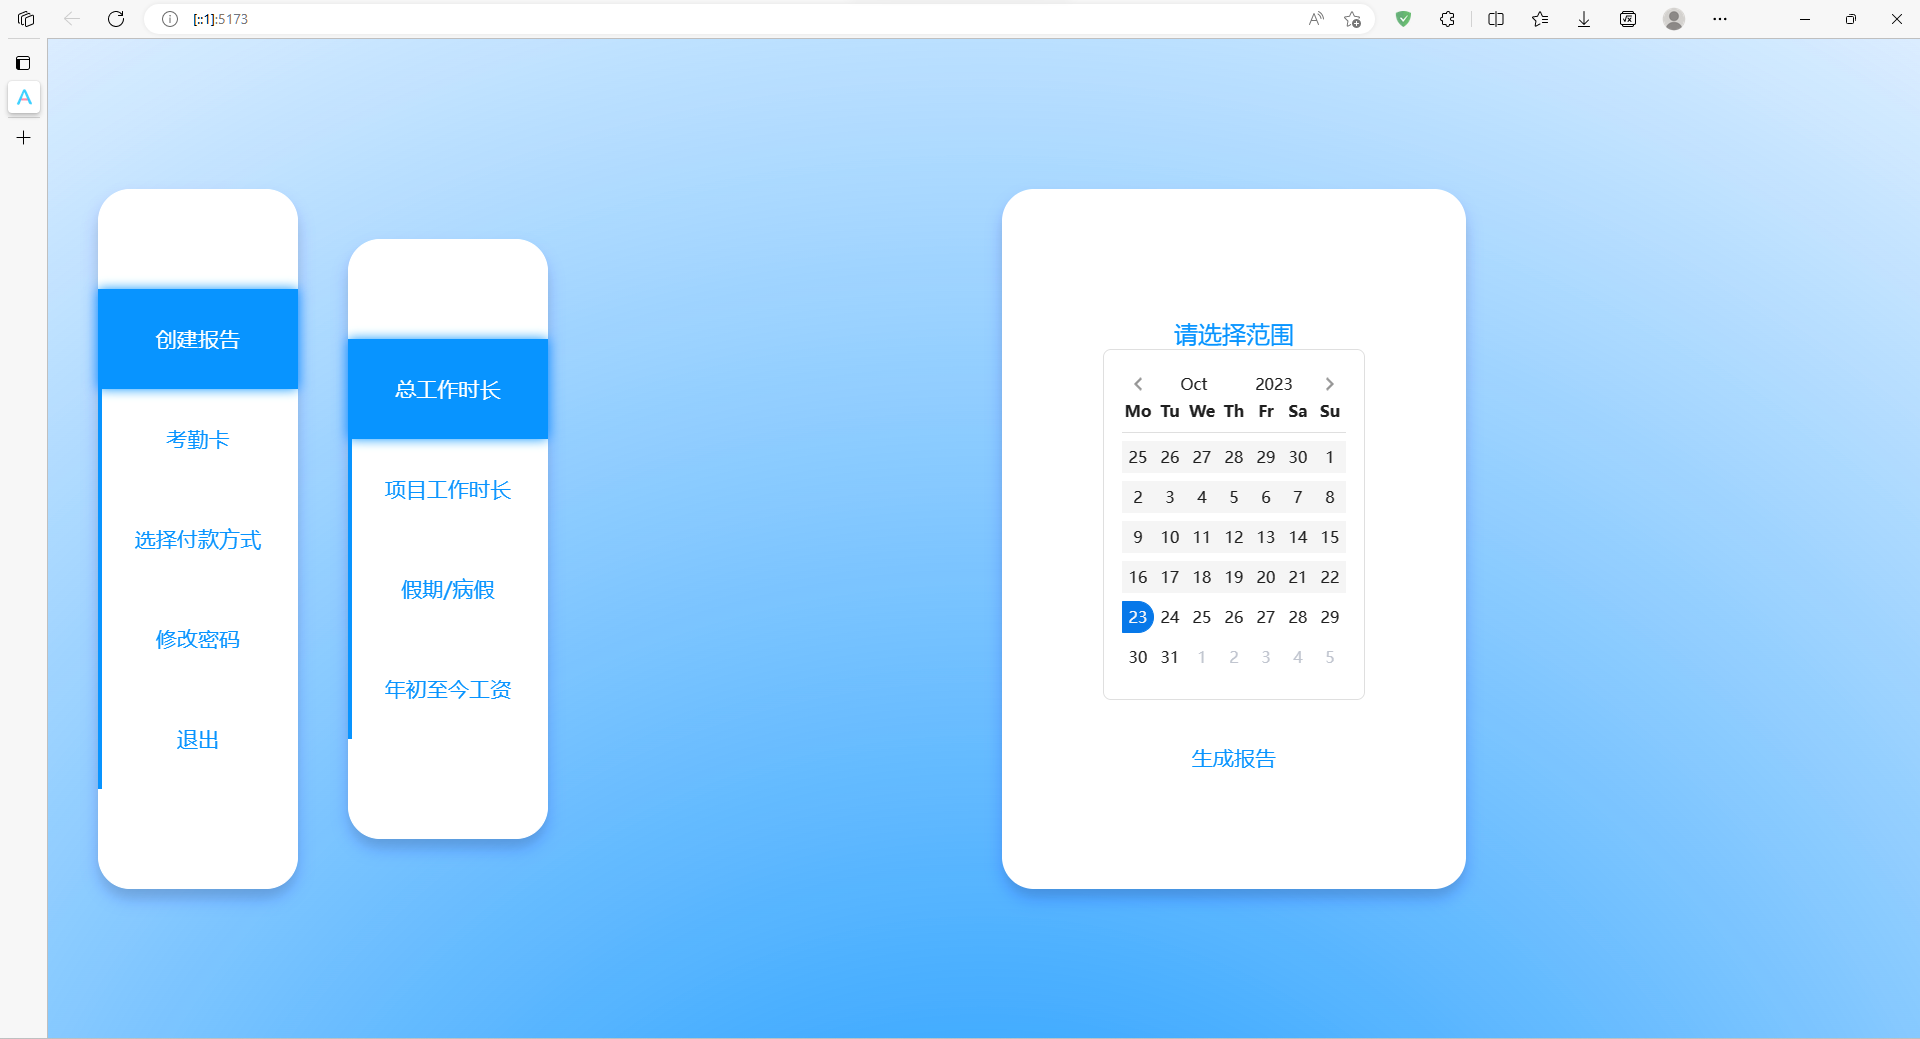 [::1]:5173
创建报告
考勤卡
选择付款方式
修改密码
退出
总工作时长
项目工作时长
假期/病假
年初至今工资
请选择范围
Oct 2023
Mo Tu We Th Fr Sa Su
25 26 27 28 29 30 1
2 3 4 5 6 7 8
9 10 11 12 13 14 15
16 17 18 19 20 21 22
23 24 25 26 27 28 29
30 31 1 2 3 4 5
生成报告